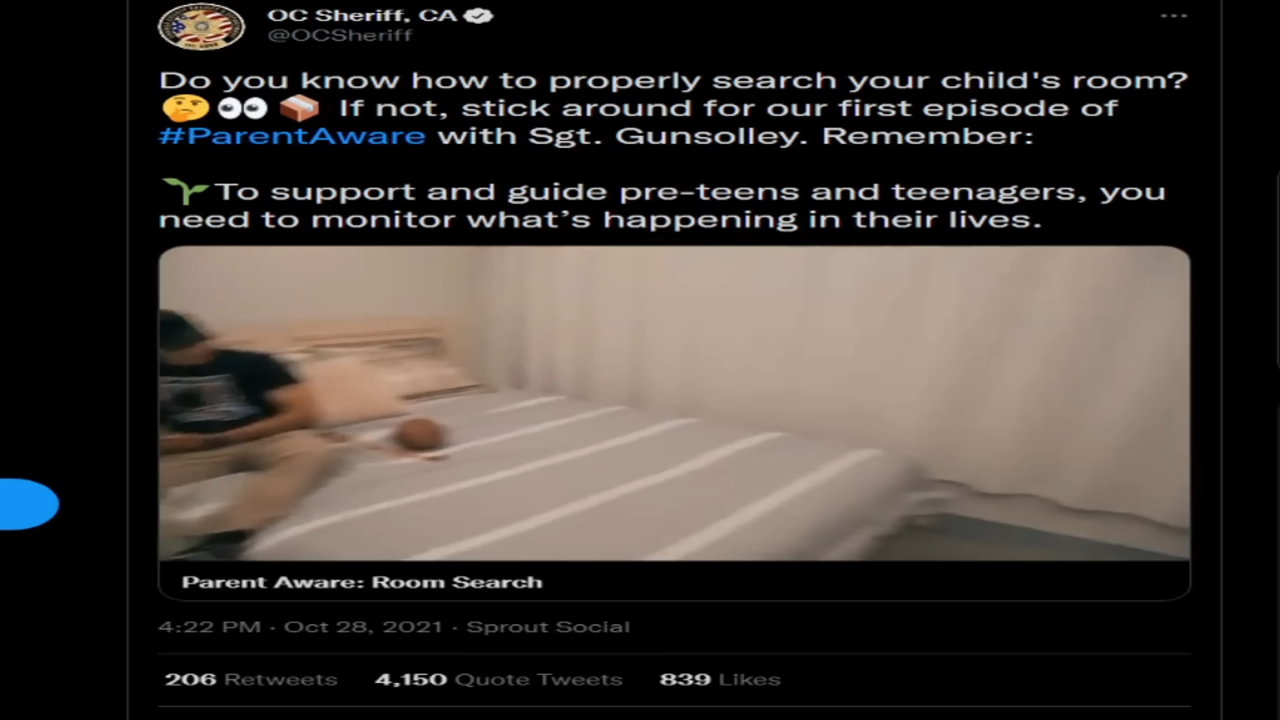 OC Sheriff, CA
@OCSheriff
Do you know how to properly search your child's room?
🤔👀📦 If not, stick around for our first episode of
#ParentAware with Sgt. Gunsolley. Remember:
🌱To support and guide pre-teens and teenagers, you
need to monitor what’s happening in their lives.
Parent Aware: Room Search
4:22 PM · Oct 28, 2021 · Sprout Social
206 Retweets 4,150 Quote Tweets 839 Likes